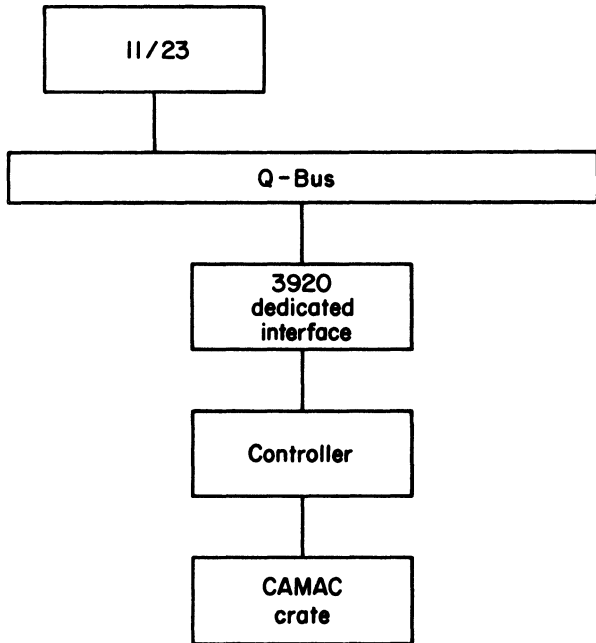 11/23
Q-Bus
3920
dedicated
interface
Controller
CAMAC
crate